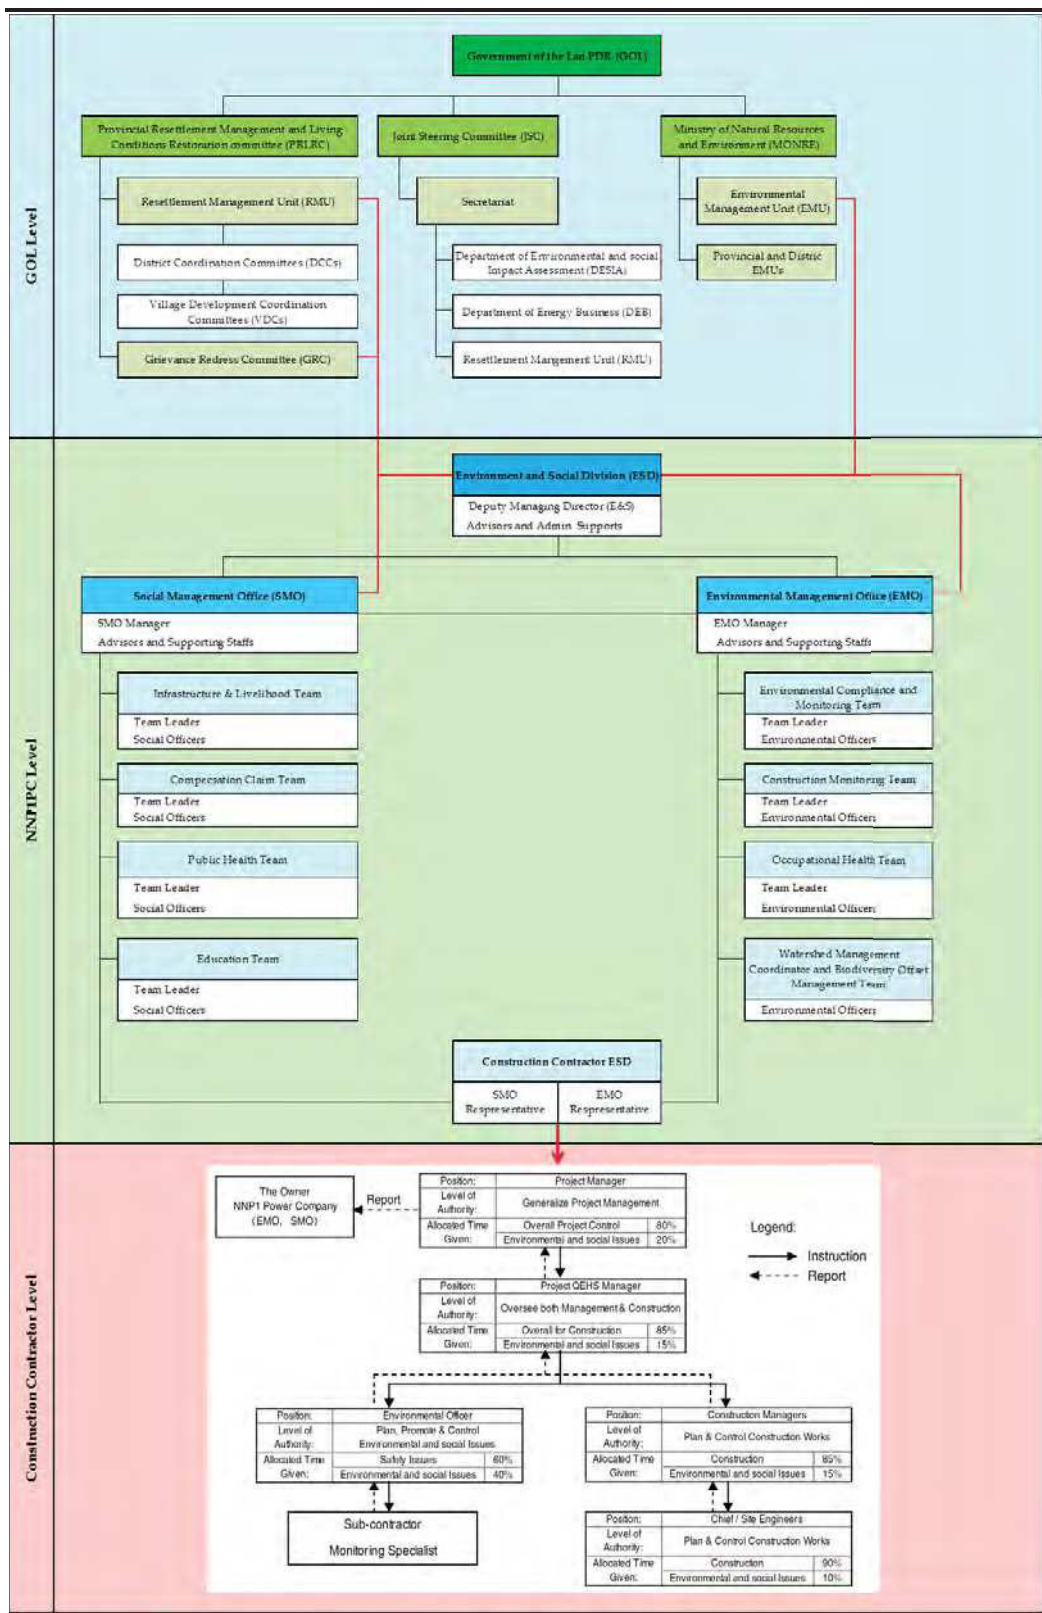 GOL Level
Government of the Lao PDR (GOL)
Provincial Resettlement Management and Living
Conditions Restoration committee (PRLRC)
Joint Steering Committee (JSC)
Ministry of Natural Resources
and Environment (MONRE)
Resettlement Management Unit (RMU)
Secretariat
Environmental
Management Unit (EMU)
District Coordination Committees (DCCs)
Department of Environmental and social
Impact Assessment (DESIA)
Provincial and Distric
EMUs
Village Development Coordination
Committees (VDCs)
Department of Energy Business (DEB)
Grievance Redress Committee (GRC)
Resettlement Mangement Unit (RMU)
NNP1PC Level
Environment and Social Division (ESD)
Deputy Managing Director (E&S)
Advisors and Admin Supports
Social Management Office (SMO)
SMO Manager
Advisors and Supporting Staffs
Environmental Management Office (EMO)
EMO Manager
Advisors and Supporting Staffs
Infrastructure & Livelihood Team
Team Leader
Social Officers
Environmental Compliance and
Monitoring Team
Team Leader
Environmental Officers
Compecsation Claim Team
Team Leader
Social Officers
Construction Monitoring Team
Team Leader
Environmental Officers
Public Health Team
Team Leader
Social Officers
Occupational Health Team
Team Leader
Environmental Officers
Education Team
Team Leader
Social Officers
Watershed Management
Coordinator and Biodiversity Offset
Management Team
Environmental Officers
Construction Contractor ESD
SMO
Respresentative
EMO
Respresentative
Construction Contractor Level
The Owner
NNP1 Power Company
(EMO, SMO)
Report
Position: Project Manager
Level of
Authority: Generalize Project Management
Allocated Time Overall Project Control 80%
Given: Environmental and social Issues 20%
Legend:
Instruction
Report
Position: Project QEHS Manager
Level of
Authority: Oversee both Management & Construction
Allocated Time Overall for Construction 85%
Given: Environmental and social Issues 15%
Position: Environmental Officer
Level of Plan, Promote & Control
Authority: Environmental and social Issues
Allocated Time Safety Issues 60%
Given: Environmental and social Issues 40%
Position: Construction Managers
Level of
Authority: Plan & Control Construction Works
Allocated Time Construction 85%
Given: Environmental and social Issues 15%
Sub-contractor
Monitoring Specialist
Position: Chief / Site Engineers
Level of
Authority: Plan & Control Construction Works
Allocated Time Construction 90%
Given: Environmental and social Issues 10%